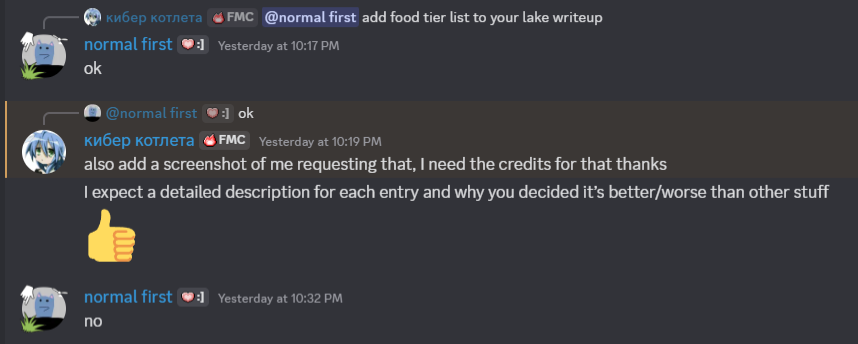 кибер котлета FMC @normal first add food tier list to your lake writeup
normal first :] Yesterday at 10:17 PM
ok
@normal first :] ok
кибер котлета FMC Yesterday at 10:19 PM
also add a screenshot of me requesting that, I need the credits for that thanks
I expect a detailed description for each entry and why you decided it's better/worse than other stuff
normal first :] Yesterday at 10:32 PM
no